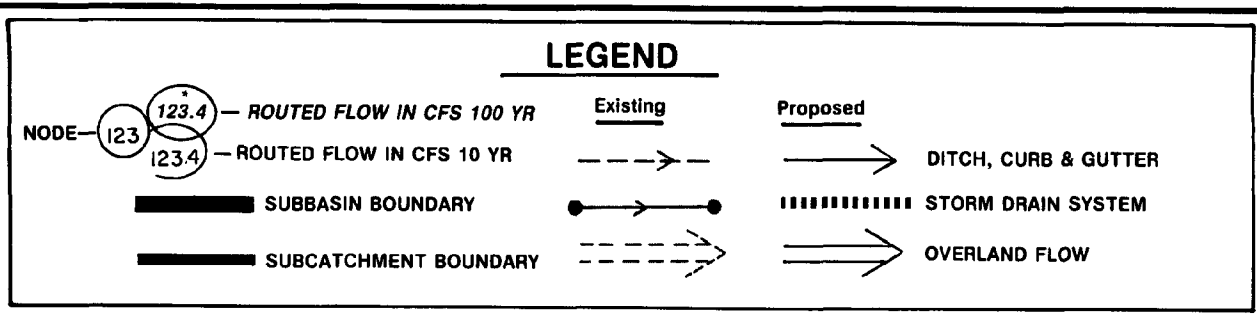 LEGEND
NODE— 123 *123.4 — ROUTED FLOW IN CFS 100 YR
123.4 — ROUTED FLOW IN CFS 10 YR
Existing Proposed
DITCH, CURB & GUTTER
SUBBASIN BOUNDARY
STORM DRAIN SYSTEM
SUBCATCHMENT BOUNDARY
OVERLAND FLOW